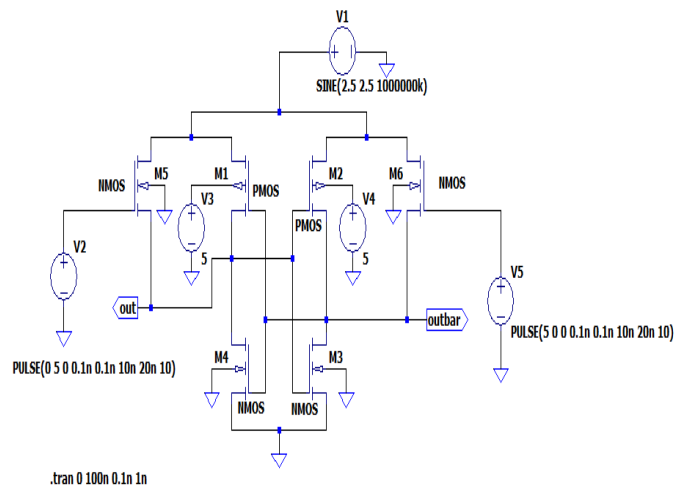 V1
SINE(2.5 2.5 1000000k)
M5
M1
M2
M6
NMOS
PMOS
NMOS
V3
V4
PMOS
V2
5
5
V5
out
outbar
PULSE(5 0 0 0.1n 0.1n 10n 20n 10)
M4
M3
PULSE(0 5 0 0.1n 0.1n 10n 20n 10)
NMOS
NMOS
.tran 0 100n 0.1n 1n